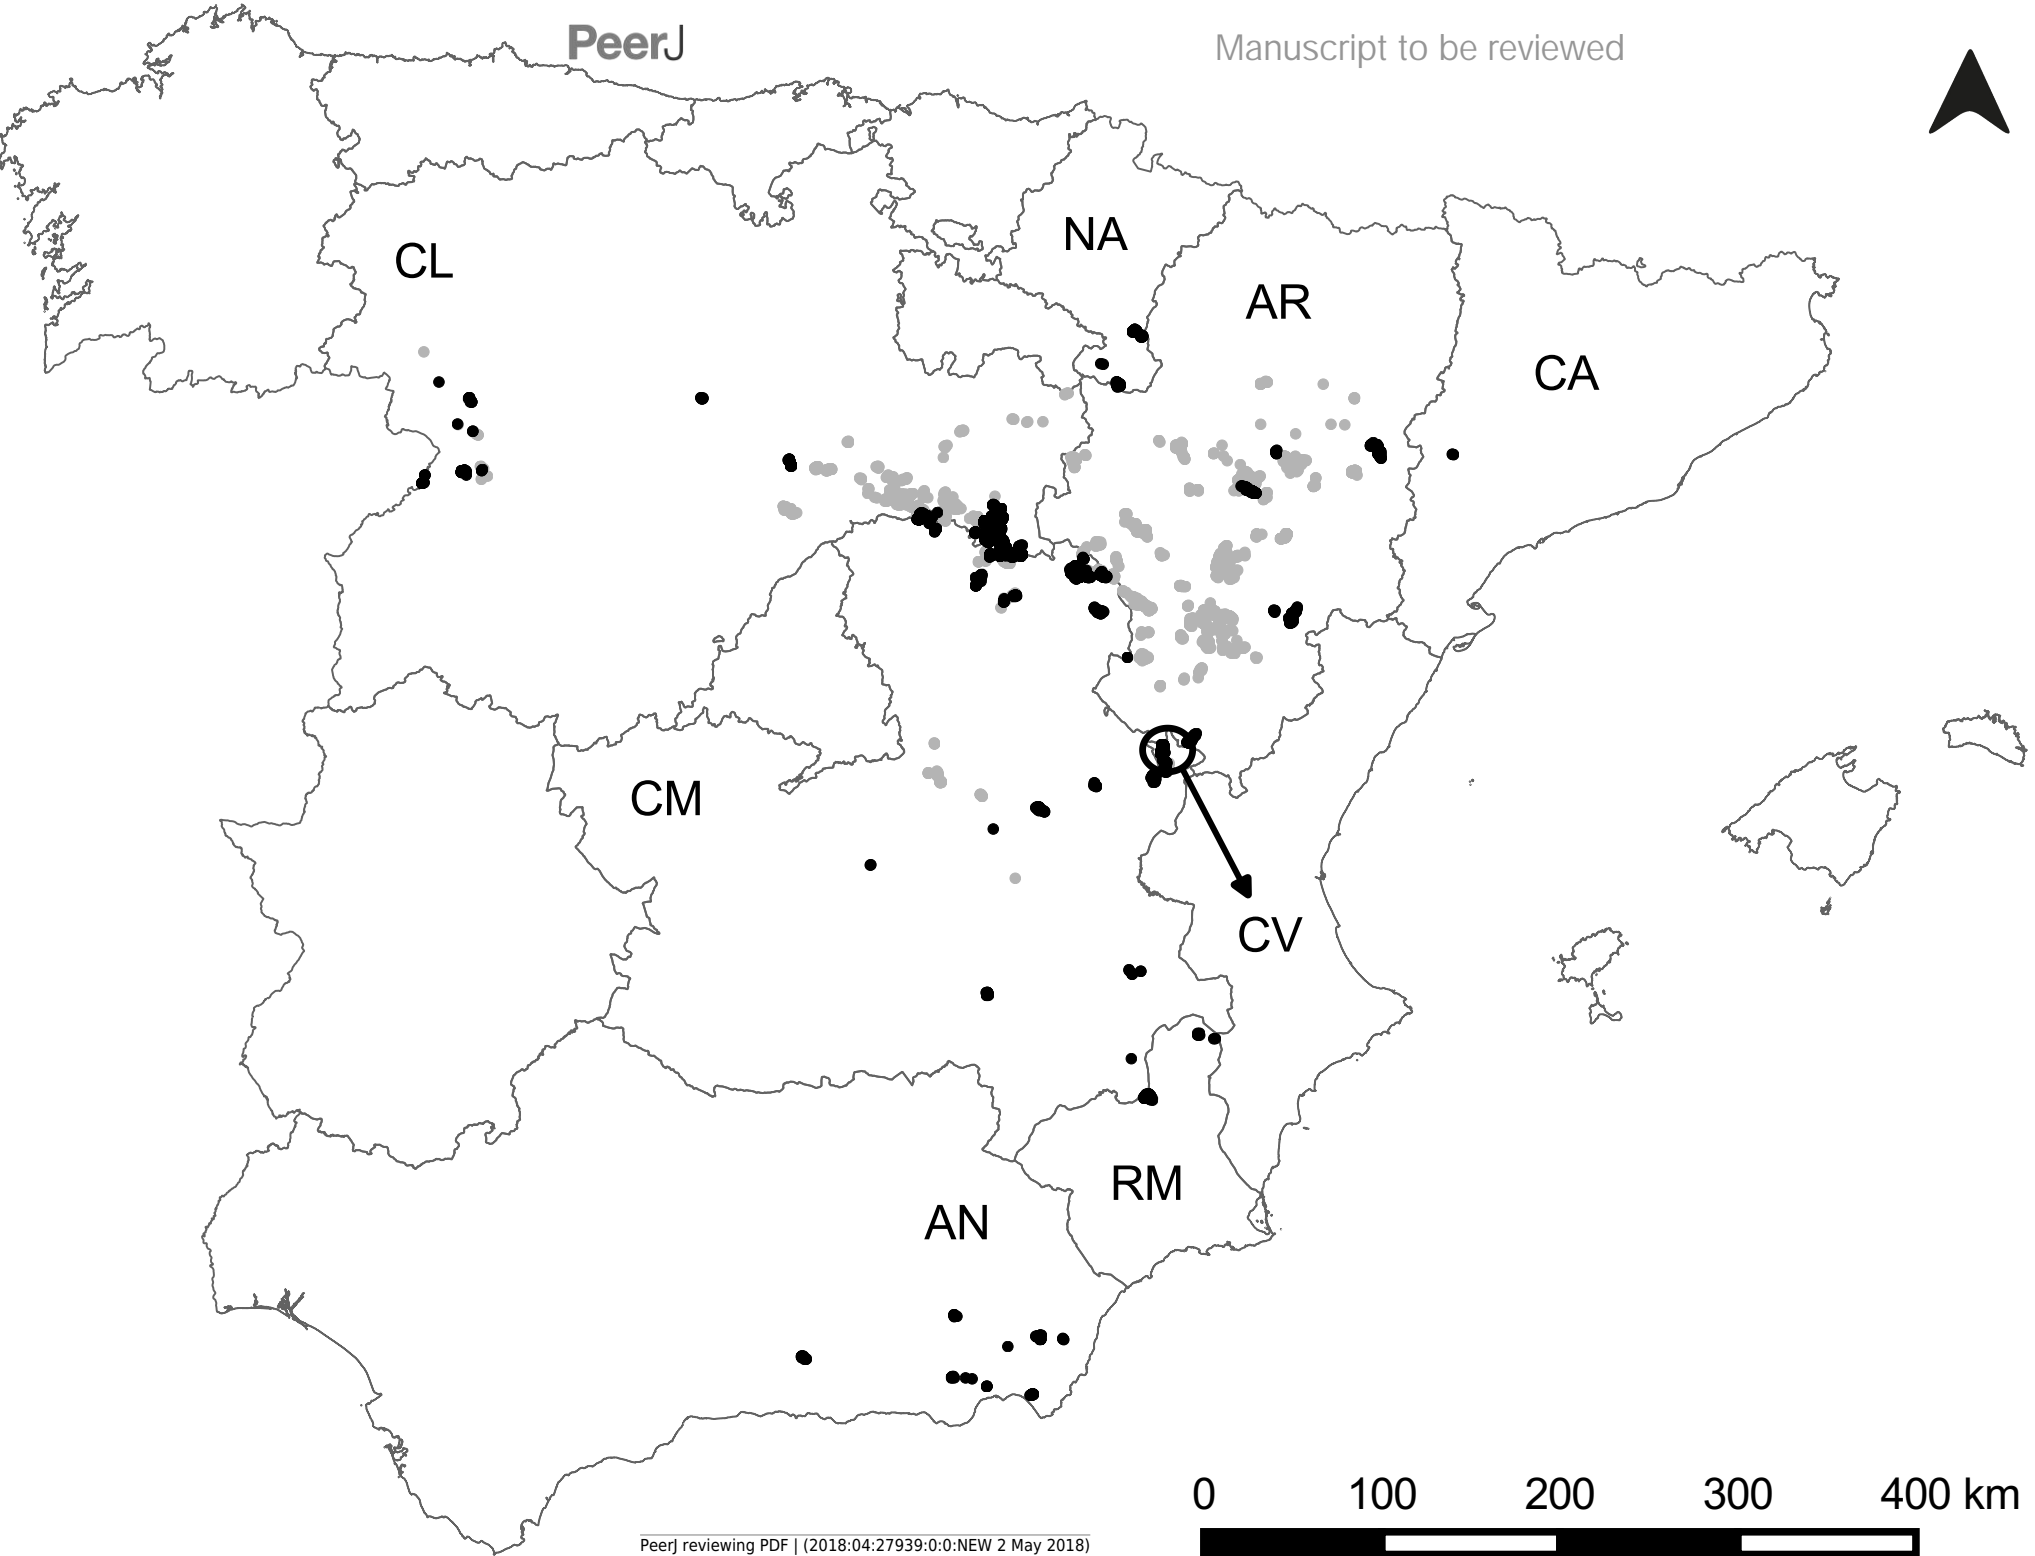 PeerJ
Manuscript to be reviewed
NA
CL
AR
CA
CM
CV
RM
AN
0 100 200 300 400 km
PeerJ reviewing PDF | (2018:04:27939:0:0:NEW 2 May 2018)